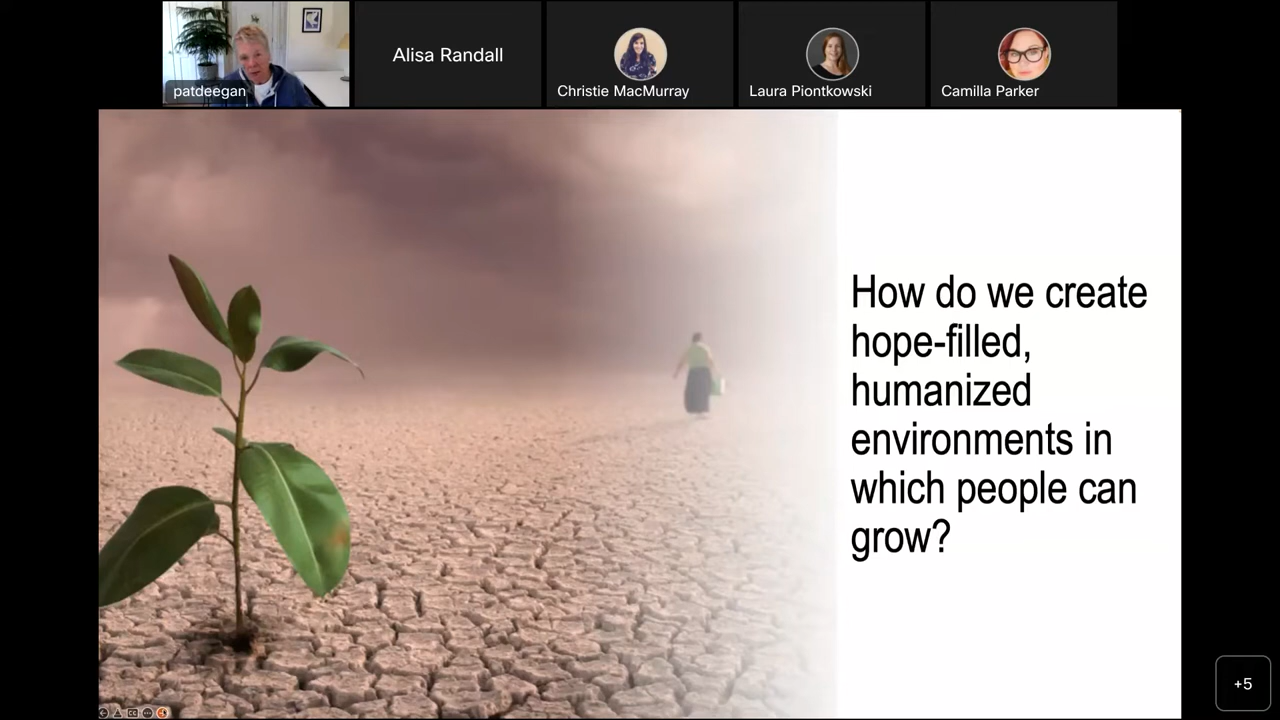 patdeegan
Alisa Randall
Christie MacMurray
Laura Piontkowski
Camilla Parker
How do we create
hope-filled,
humanized
environments in
which people can
grow?
+5